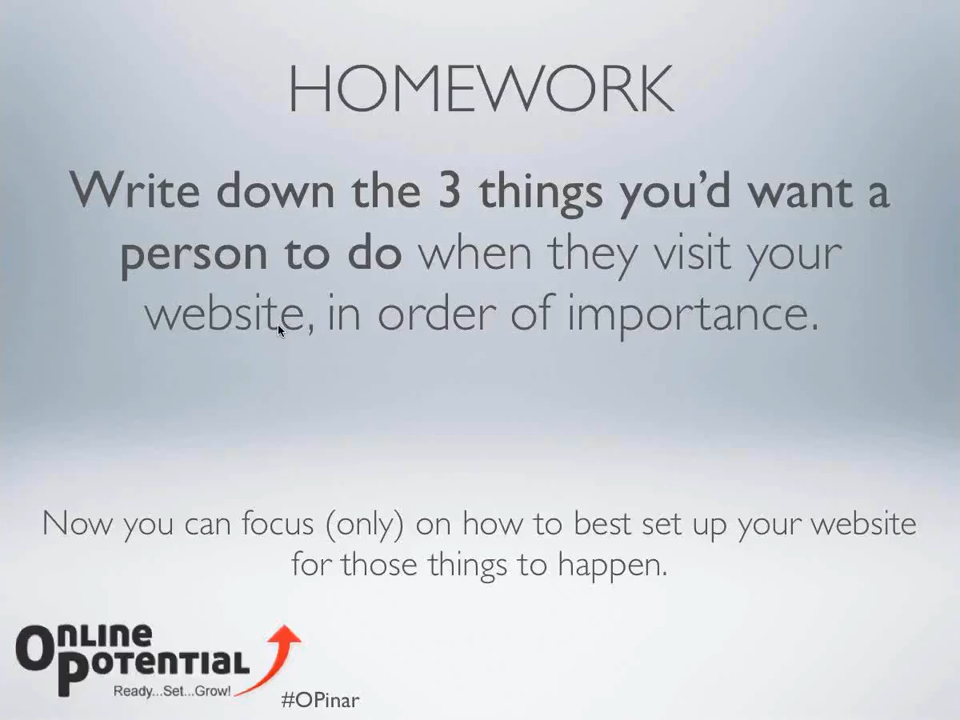 HOMEWORK
Write down the 3 things you’d want a
person to do when they visit your
website, in order of importance.
Now you can focus (only) on how to best set up your website
for those things to happen.
ONLINE
POTENTIAL
Ready...Set...Grow!
#OPinar